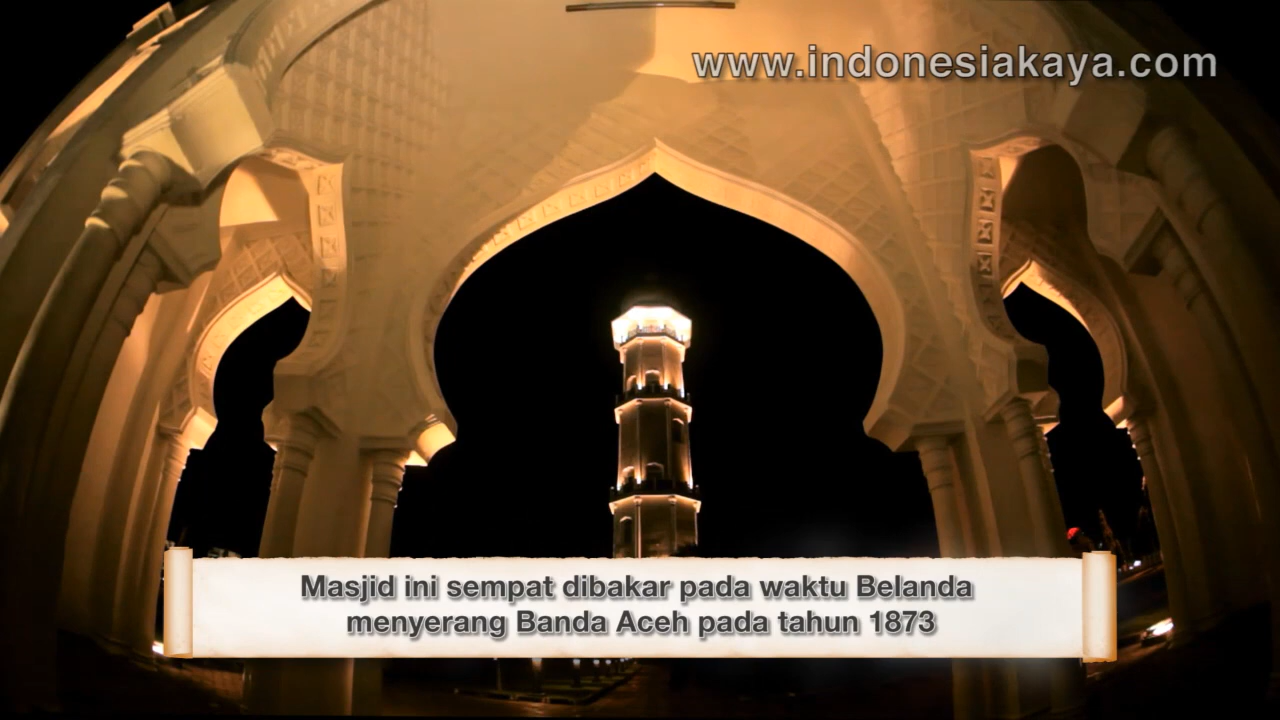 www.indonesiakaya.com
Masjid ini sempat dibakar pada waktu Belanda
menyerang Banda Aceh pada tahun 1873